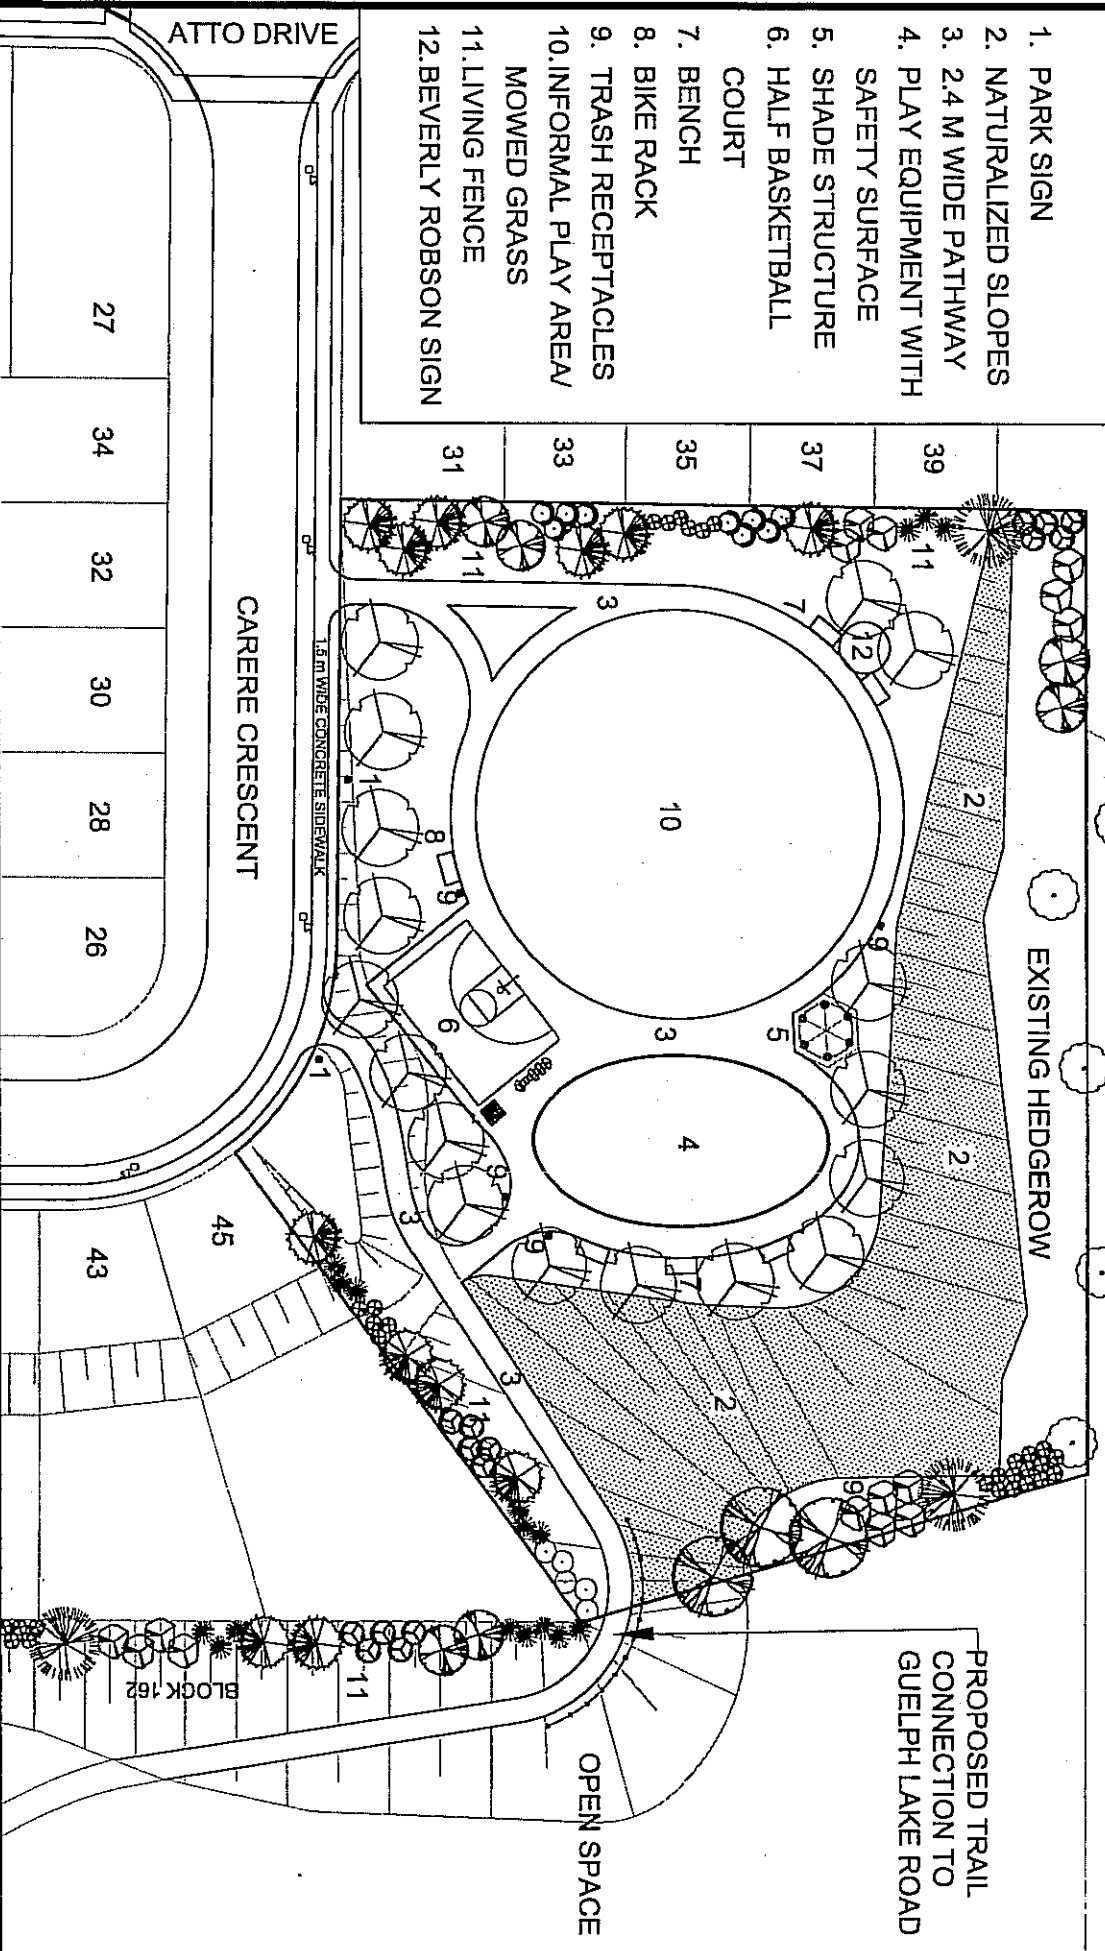 1. PARK SIGN
2. NATURALIZED SLOPES
3. 2.4 M WIDE PATHWAY
4. PLAY EQUIPMENT WITH
SAFETY SURFACE
5. SHADE STRUCTURE
6. HALF BASKETBALL
COURT
7. BENCH
8. BIKE RACK
9. TRASH RECEPTACLES
10.INFORMAL PLAY AREA/
MOWED GRASS
11.LIVING FENCE
12.BEVERLY ROBSON SIGN
ATTO DRIVE
31
33
35
37
39
11
11
3
7
12
2
EXISTING HEDGEROW
10
1
8
9
9
5
3
6
4
2
1
9
3
9
7
2
3
11
9
1.5 m WIDE CONCRETE SIDEWALK
CARERE CRESCENT
27
34
32
30
28
26
45
43
11
BLOCK 162
OPEN SPACE
PROPOSED TRAIL
CONNECTION TO
GUELPH LAKE ROAD